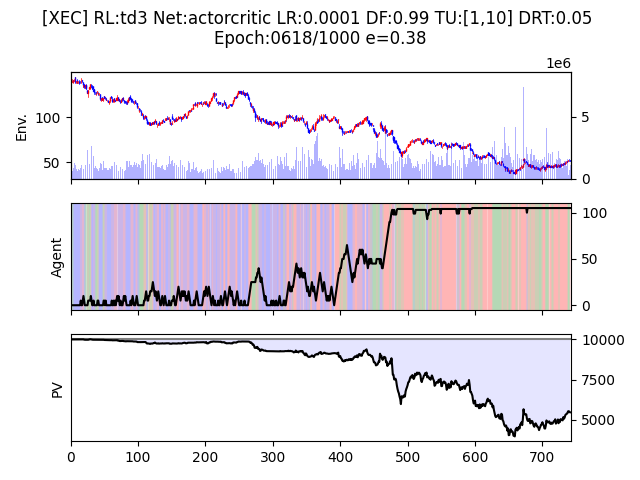 [XEC] RL:td3 Net:actorcritic LR:0.0001 DF:0.99 TU:[1,10] DRT:0.05
Epoch:0618/1000 e=0.38
1e6
Env.
100
50
5
0
Agent
100
50
0
PV
10000
7500
5000
0 100 200 300 400 500 600 700